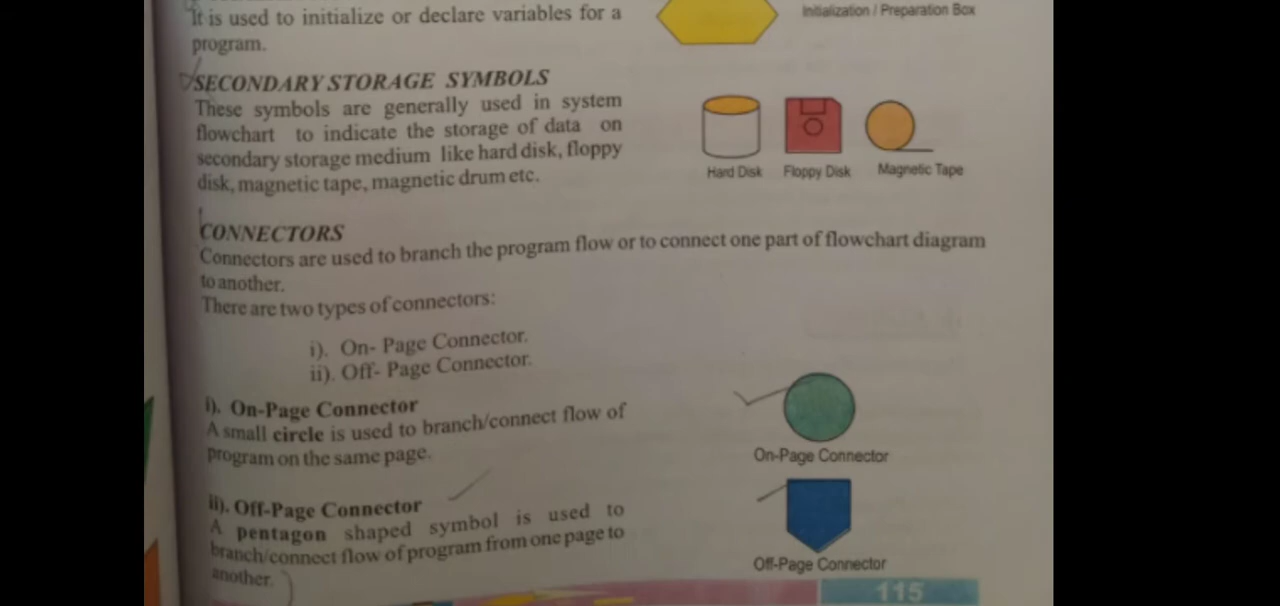 It is used to initialize or declare variables for a
program.
Initialization / Preparation Box
SECONDARY STORAGE SYMBOLS
These symbols are generally used in system
flowchart to indicate the storage of data on
secondary storage medium like hard disk, floppy
disk, magnetic tape, magnetic drum etc.
Hard Disk Floppy Disk Magnetic Tape
CONNECTORS
Connectors are used to branch the program flow or to connect one part of flowchart diagram
to another.
There are two types of connectors:
i). On- Page Connector.
ii). Off- Page Connector.
i). On-Page Connector
A small circle is used to branch/connect flow of
program on the same page.
On-Page Connector
ii). Off-Page Connector
A pentagon shaped symbol is used to
branch/connect flow of program from one page to
another.
Off-Page Connector
115